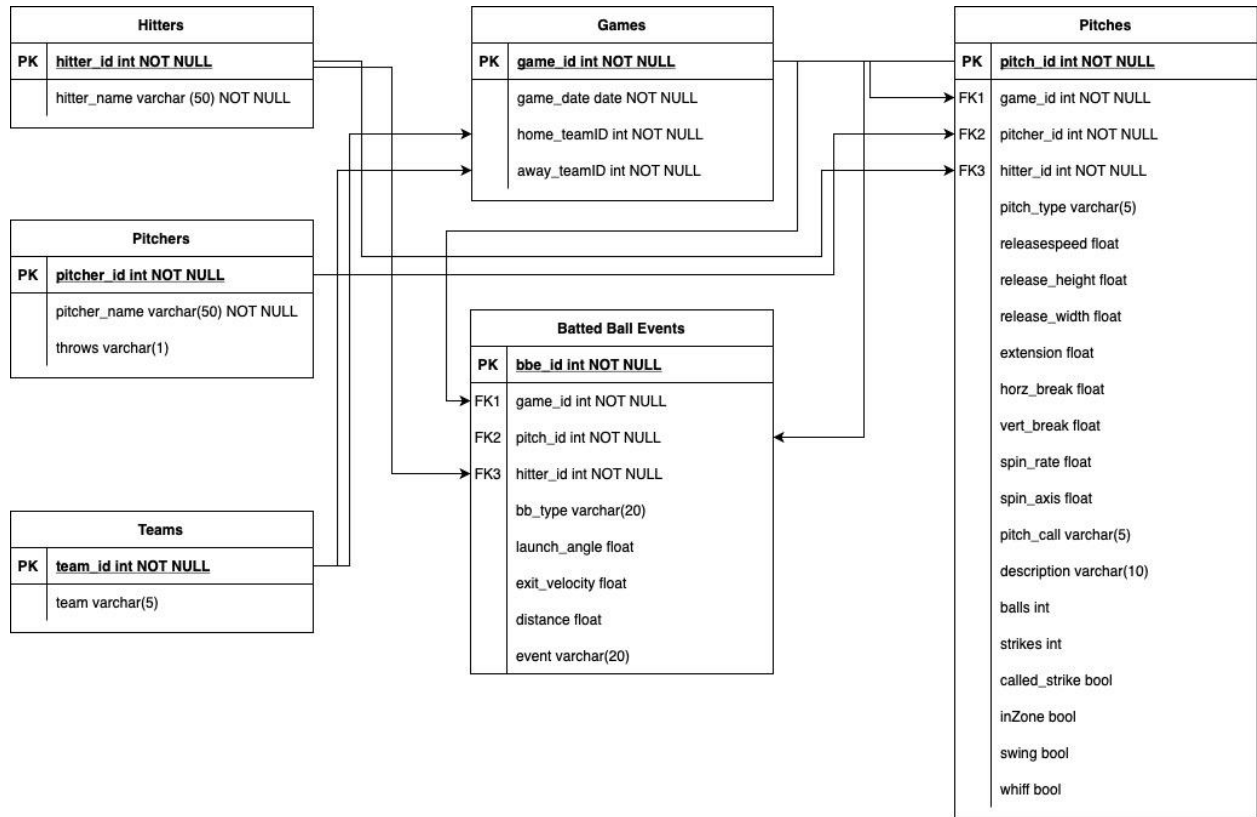 Hitters
PK hitter_id int NOT NULL
hitter_name varchar (50) NOT NULL
Pitchers
PK pitcher_id int NOT NULL
pitcher_name varchar(50) NOT NULL
throws varchar(1)
Teams
PK team_id int NOT NULL
team varchar(5)
Games
PK game_id int NOT NULL
game_date date NOT NULL
home_teamID int NOT NULL
away_teamID int NOT NULL
Batted Ball Events
PK bbe_id int NOT NULL
FK1 game_id int NOT NULL
FK2 pitch_id int NOT NULL
FK3 hitter_id int NOT NULL
bb_type varchar(20)
launch_angle float
exit_velocity float
distance float
event varchar(20)
Pitches
PK pitch_id int NOT NULL
FK1 game_id int NOT NULL
FK2 pitcher_id int NOT NULL
FK3 hitter_id int NOT NULL
pitch_type varchar(5)
releasespeed float
release_height float
release_width float
extension float
horz_break float
vert_break float
spin_rate float
spin_axis float
pitch_call varchar(5)
description varchar(10)
balls int
strikes int
called_strike bool
inZone bool
swing bool
whiff bool